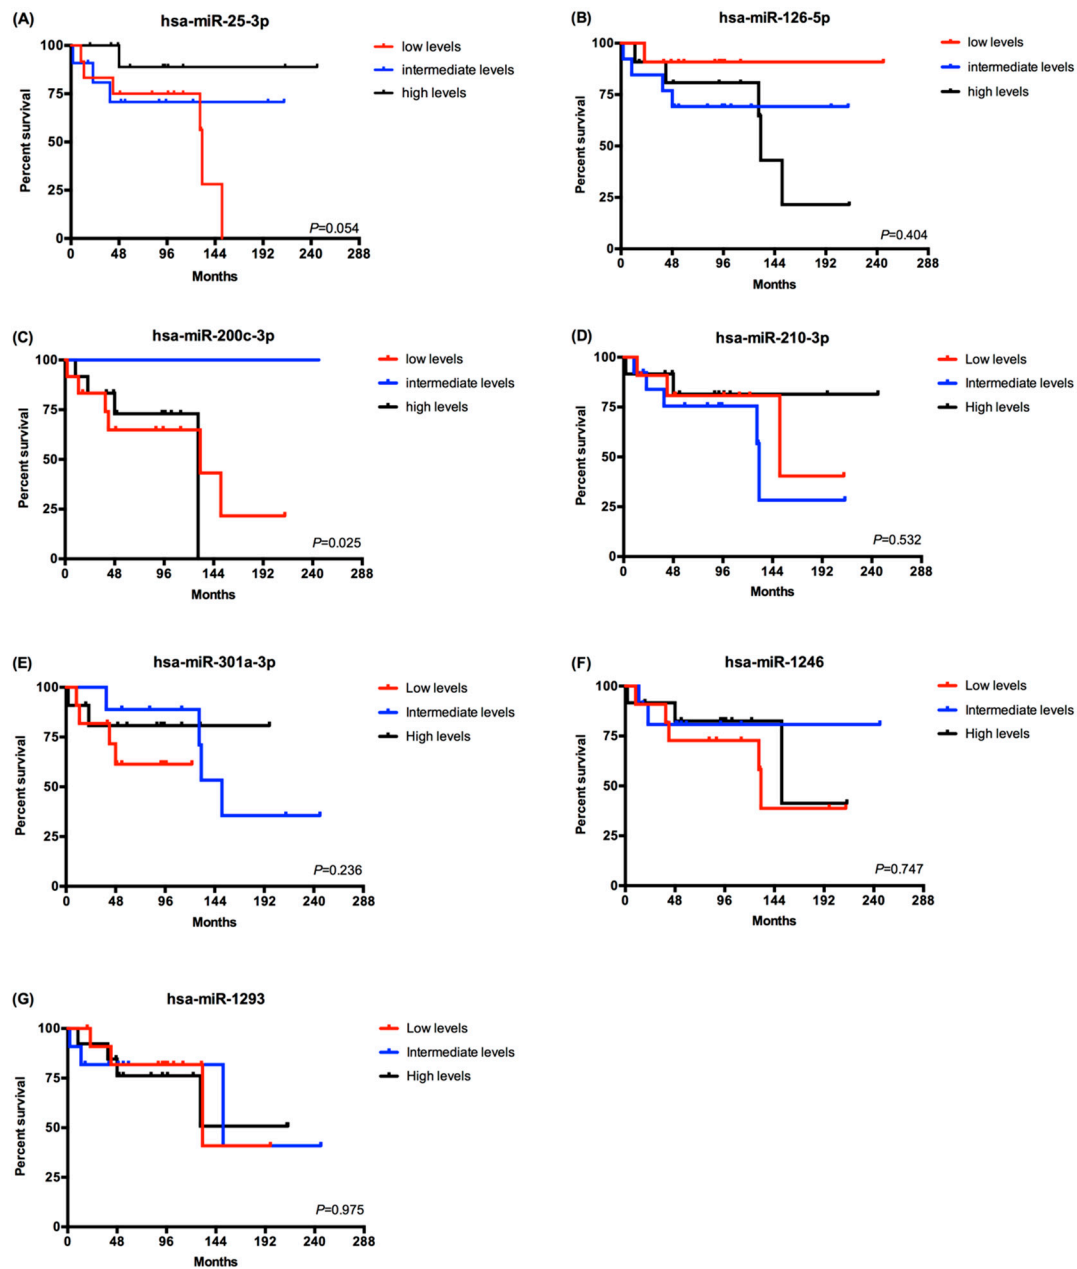 (A)
hsa-miR-25-3p
100
75
50
25
0
Percent survival
0 48 96 144 192 240 288
Months
low levels
intermediate levels
high levels
P=0.054
(B)
hsa-miR-126-5p
100
75
50
25
0
Percent survival
0 48 96 144 192 240 288
Months
low levels
intermediate levels
high levels
P=0.404
(C)
hsa-miR-200c-3p
100
75
50
25
0
Percent survival
0 48 96 144 192 240 288
Months
low levels
intermediate levels
high levels
P=0.025
(D)
hsa-miR-210-3p
100
75
50
25
0
Percent survival
0 48 96 144 192 240 288
Months
Low levels
Intermediate levels
High levels
P=0.532
(E)
hsa-miR-301a-3p
100
75
50
25
0
Percent survival
0 48 96 144 192 240 288
Months
Low levels
Intermediate levels
High levels
P=0.236
(F)
hsa-miR-1246
100
75
50
25
0
Percent survival
0 48 96 144 192 240 288
Months
Low levels
Intermediate levels
High levels
P=0.747
(G)
hsa-miR-1293
100
75
50
25
0
Percent survival
0 48 96 144 192 240 288
Months
Low levels
Intermediate levels
High levels
P=0.975